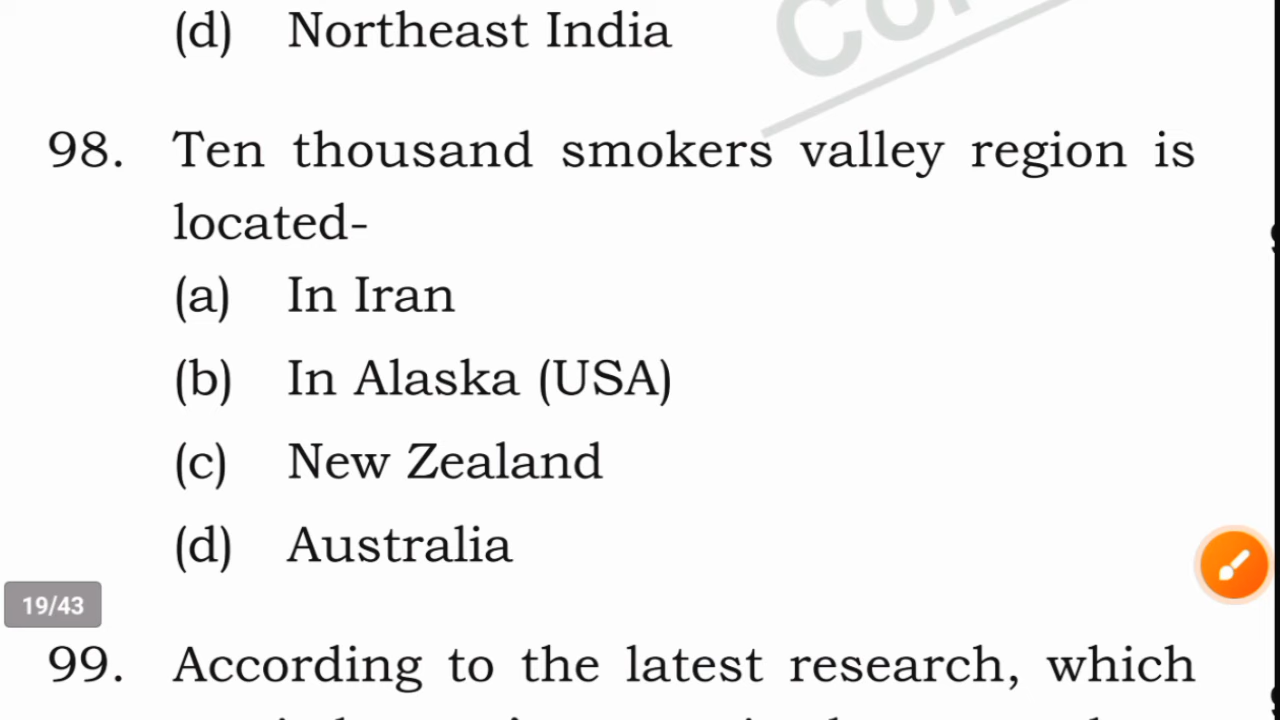 (d) Northeast India
98. Ten thousand smokers valley region is
located-
(a) In Iran
(b) In Alaska (USA)
(c) New Zealand
(d) Australia
19/43
99. According to the latest research, which